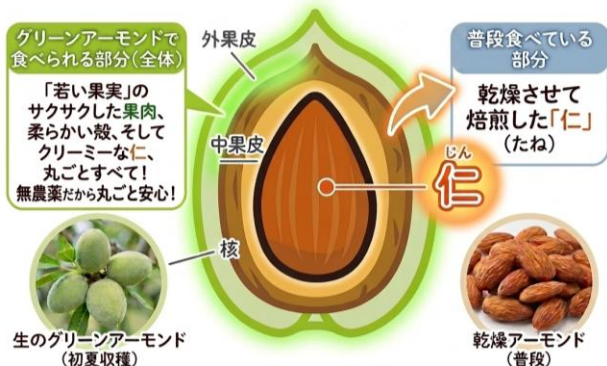 グリーンアーモンドで
食べられる部分(全体)
「若い果実」の
サクサクした果肉、
柔らかい殻、そして
クリーミーな仁、
丸ごとすべて！
無農薬だから丸ごと安心！
外果皮
中果皮
核
じん
仁
普段食べている
部分
乾燥させて
焙煎した「仁」
(たね)
生のグリーンアーモンド
(初夏収穫)
乾燥アーモンド
(普段)